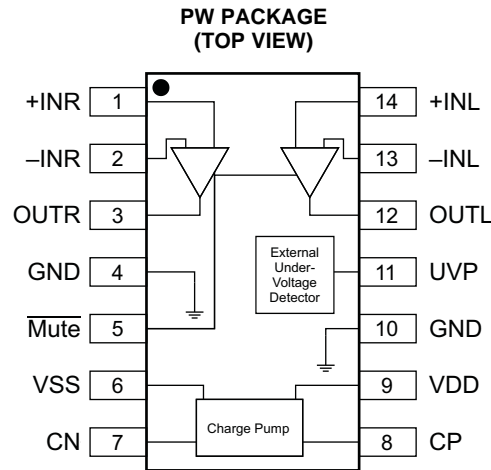 PW PACKAGE
(TOP VIEW)
+INR 1 14 +INL
–INR 2 13 –INL
OUTR 3 12 OUTL
GND 4 External Under-Voltage Detector 11 UVP
Mute 5 10 GND
VSS 6 9 VDD
CN 7 Charge Pump 8 CP